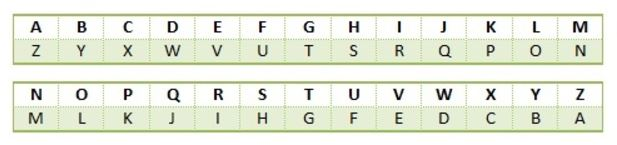 A B C D E F G H I J K L M
Z Y X W V U T S R Q P O N
N O P Q R S T U V W X Y Z
M L K J I H G F E D C B A